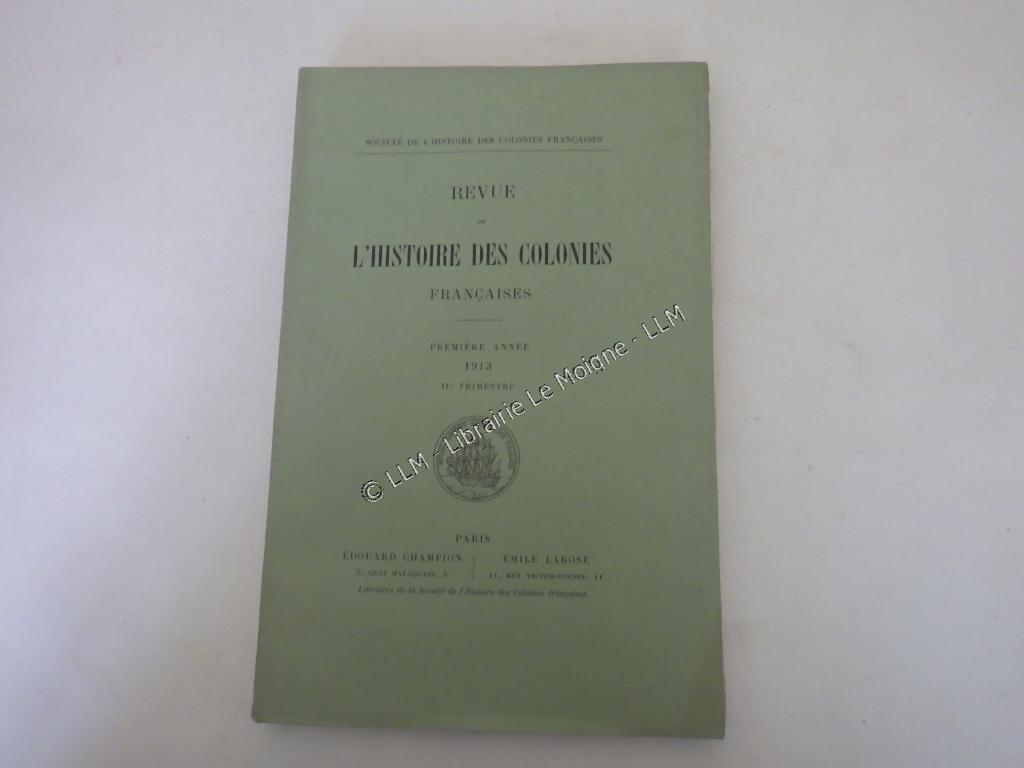 SOCIÉTÉ DE L'HISTOIRE DES COLONIES FRANÇAISES
REVUE
DE
L'HISTOIRE DES COLONIES
FRANÇAISES
PREMIÈRE ANNÉE
1913
IIe TRIMESTRE
© LLM - Librairie Le Moigne - LLM
PARIS
ÉDOUARD CHAMPION
5, QUAI MALAQUAIS, 5
ÉMILE LAROSE
11, RUE VICTOR-COUSIN, 11
Libraires de la Société de l'Histoire des Colonies françaises.